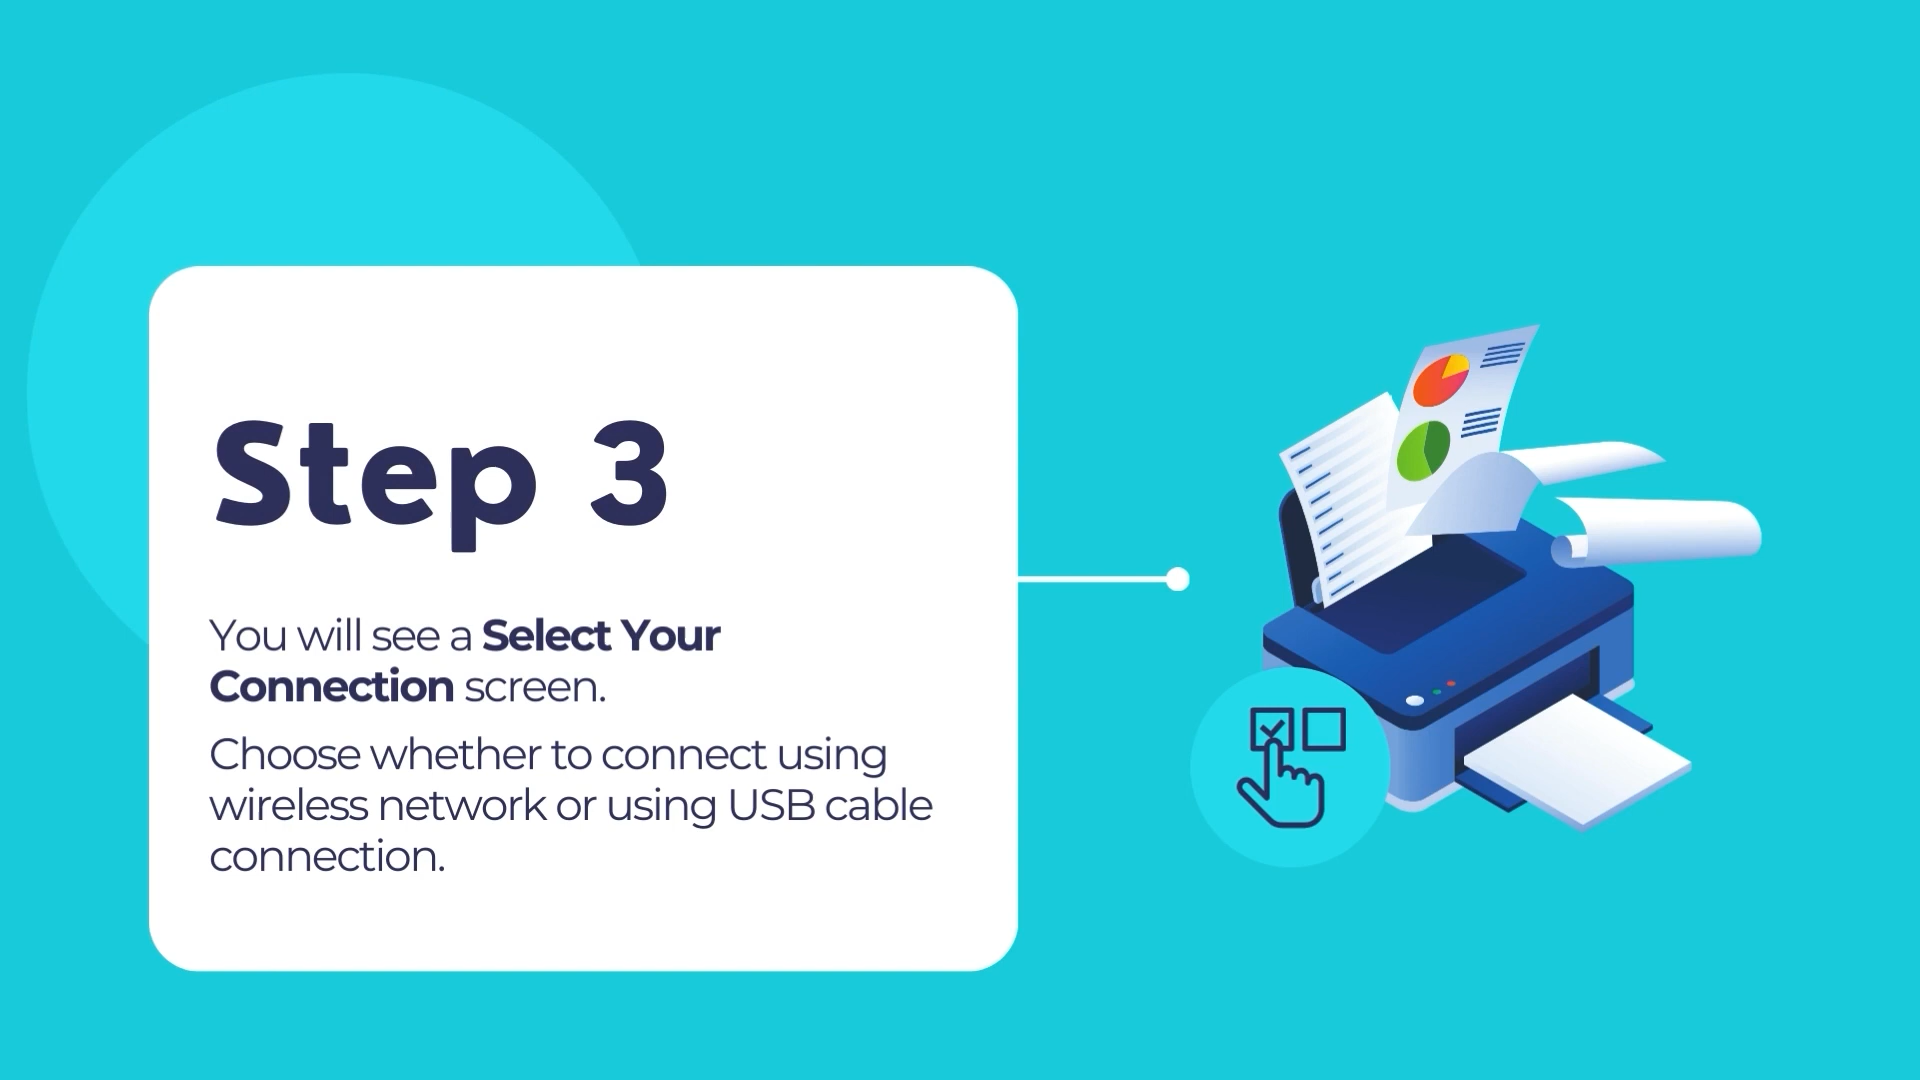 Step 3
You will see a Select Your
Connection screen.
Choose whether to connect using
wireless network or using USB cable
connection.